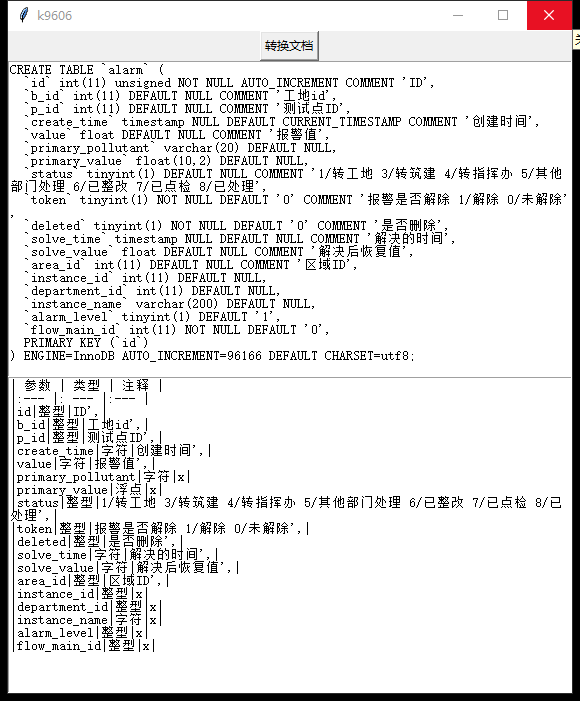 k9606
转换文档
CREATE TABLE `alarm` (
  `id` int(11) unsigned NOT NULL AUTO_INCREMENT COMMENT 'ID',
  `b_id` int(11) DEFAULT NULL COMMENT '工地id',
  `p_id` int(11) DEFAULT NULL COMMENT '测试点ID',
  `create_time` timestamp NULL DEFAULT CURRENT_TIMESTAMP COMMENT '创建时间',
  `value` float DEFAULT NULL COMMENT '报警值',
  `primary_pollutant` varchar(20) DEFAULT NULL,
  `primary_value` float(10,2) DEFAULT NULL,
  `status` tinyint(1) DEFAULT NULL COMMENT '1/转工地 3/转筑建 4/转指挥办 5/其他
部门处理 6/已整改 7/已点检 8/已处理',
  `token` tinyint(1) NOT NULL DEFAULT '0' COMMENT '报警是否解除 1/解除 0/未解除'
,
  `deleted` tinyint(1) NOT NULL DEFAULT '0' COMMENT '是否删除',
  `solve_time` timestamp NULL DEFAULT NULL COMMENT '解决的时间',
  `solve_value` float DEFAULT NULL COMMENT '解决后恢复值',
  `area_id` int(11) DEFAULT NULL COMMENT '区域ID',
  `instance_id` int(11) DEFAULT NULL,
  `department_id` int(11) DEFAULT NULL,
  `instance_name` varchar(200) DEFAULT NULL,
  `alarm_level` tinyint(1) DEFAULT '1',
  `flow_main_id` int(11) NOT NULL DEFAULT '0',
  PRIMARY KEY (`id`)
) ENGINE=InnoDB AUTO_INCREMENT=96166 DEFAULT CHARSET=utf8;
| 参数 | 类型 | 注释 |
|:--- |: --- |:--- |
|id|整型|ID',|
|b_id|整型|工地id',|
|p_id|整型|测试点ID',|
|create_time|字符|创建时间',|
|value|字符|报警值',|
|primary_pollutant|字符|x|
|primary_value|浮点|x|
|status|整型|1/转工地 3/转筑建 4/转指挥办 5/其他部门处理 6/已整改 7/已点检 8/已
处理',|
|token|整型|报警是否解除 1/解除 0/未解除',|
|deleted|整型|是否删除',|
|solve_time|字符|解决的时间',|
|solve_value|字符|解决后恢复值',|
|area_id|整型|区域ID',|
|instance_id|整型|x|
|department_id|整型|x|
|instance_name|字符|x|
|alarm_level|整型|x|
|flow_main_id|整型|x|